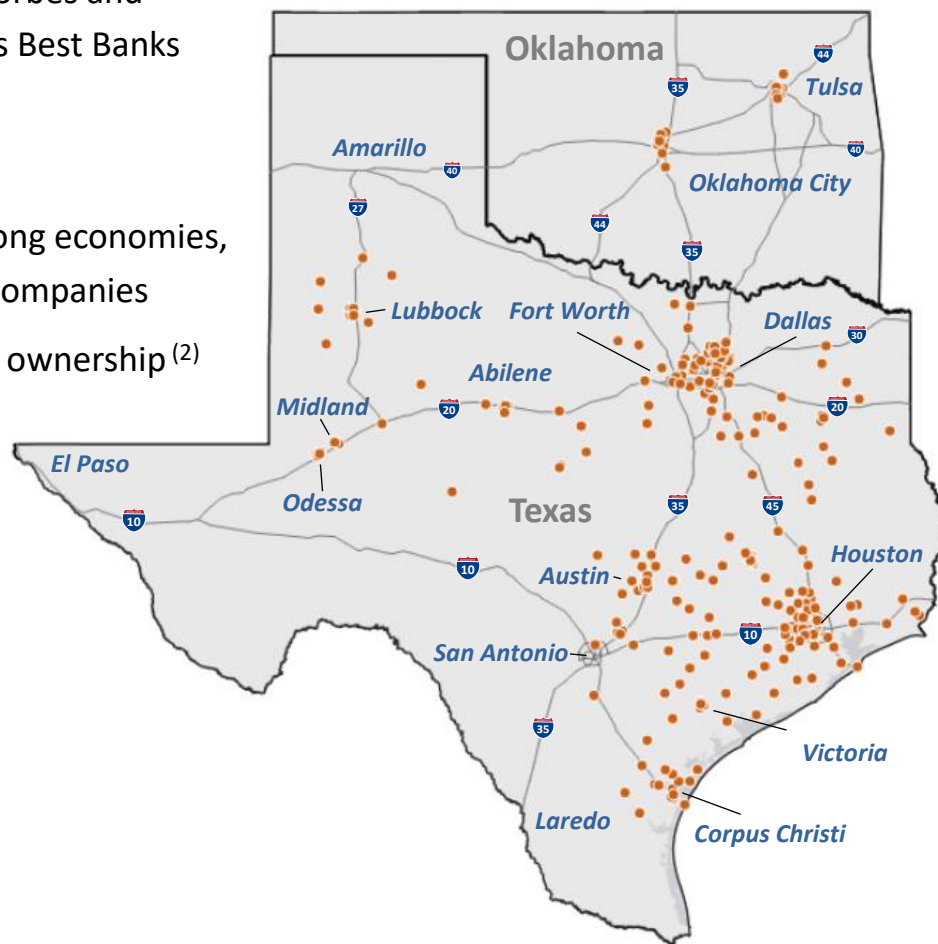 orbes and
s Best Banks
ong economies,
ompanies
ownership (2)
Oklahoma
44
35
Tulsa
Amarillo
40
40
Oklahoma City
27
44
35
Lubbock
Fort Worth
Dallas
30
Abilene
Midland
20
20
El Paso
Odessa
10
Texas
35
45
10
Austin
Houston
10
San Antonio
35
Victoria
Laredo
Corpus Christi